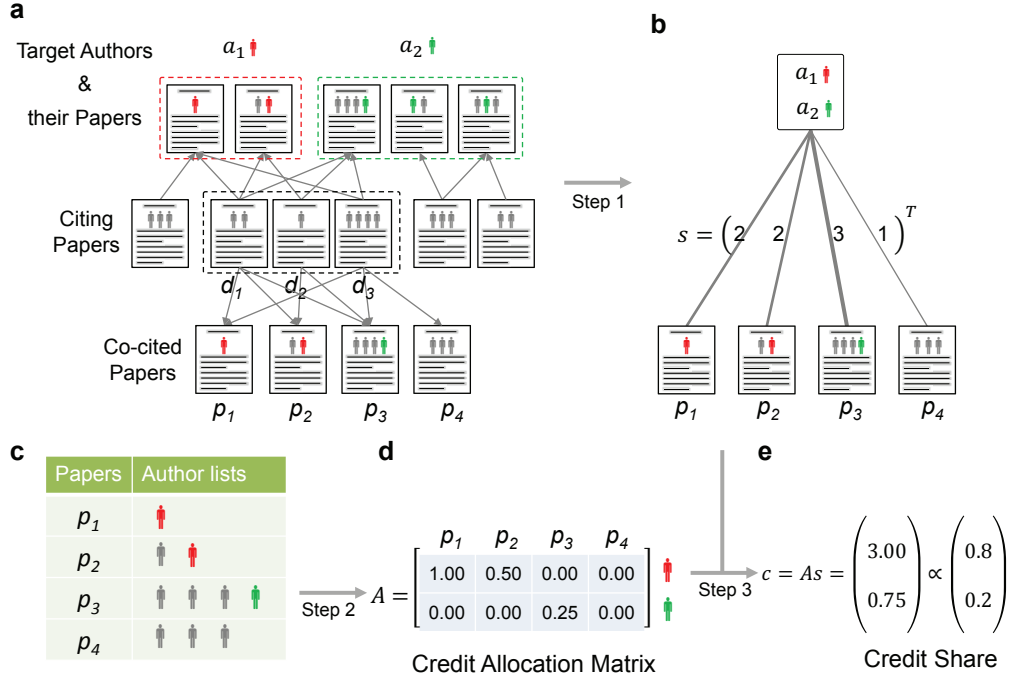 a
Target Authors
&
their Papers
a₁
a₂
Citing
Papers
d₁ d₂ d₃
Co-cited
Papers
p₁ p₂ p₃ p₄
Step 1
b
a₁
a₂
s = (2 2 3 1)ᵀ
p₁ p₂ p₃ p₄
c
Papers Author lists
p₁
p₂
p₃
p₄
Step 2
d
p₁ p₂ p₃ p₄
A =
1.00 0.50 0.00 0.00
0.00 0.00 0.25 0.00
Credit Allocation Matrix
Step 3
e
c = As = (3.00 0.75) ∝ (0.8 0.2)
Credit Share